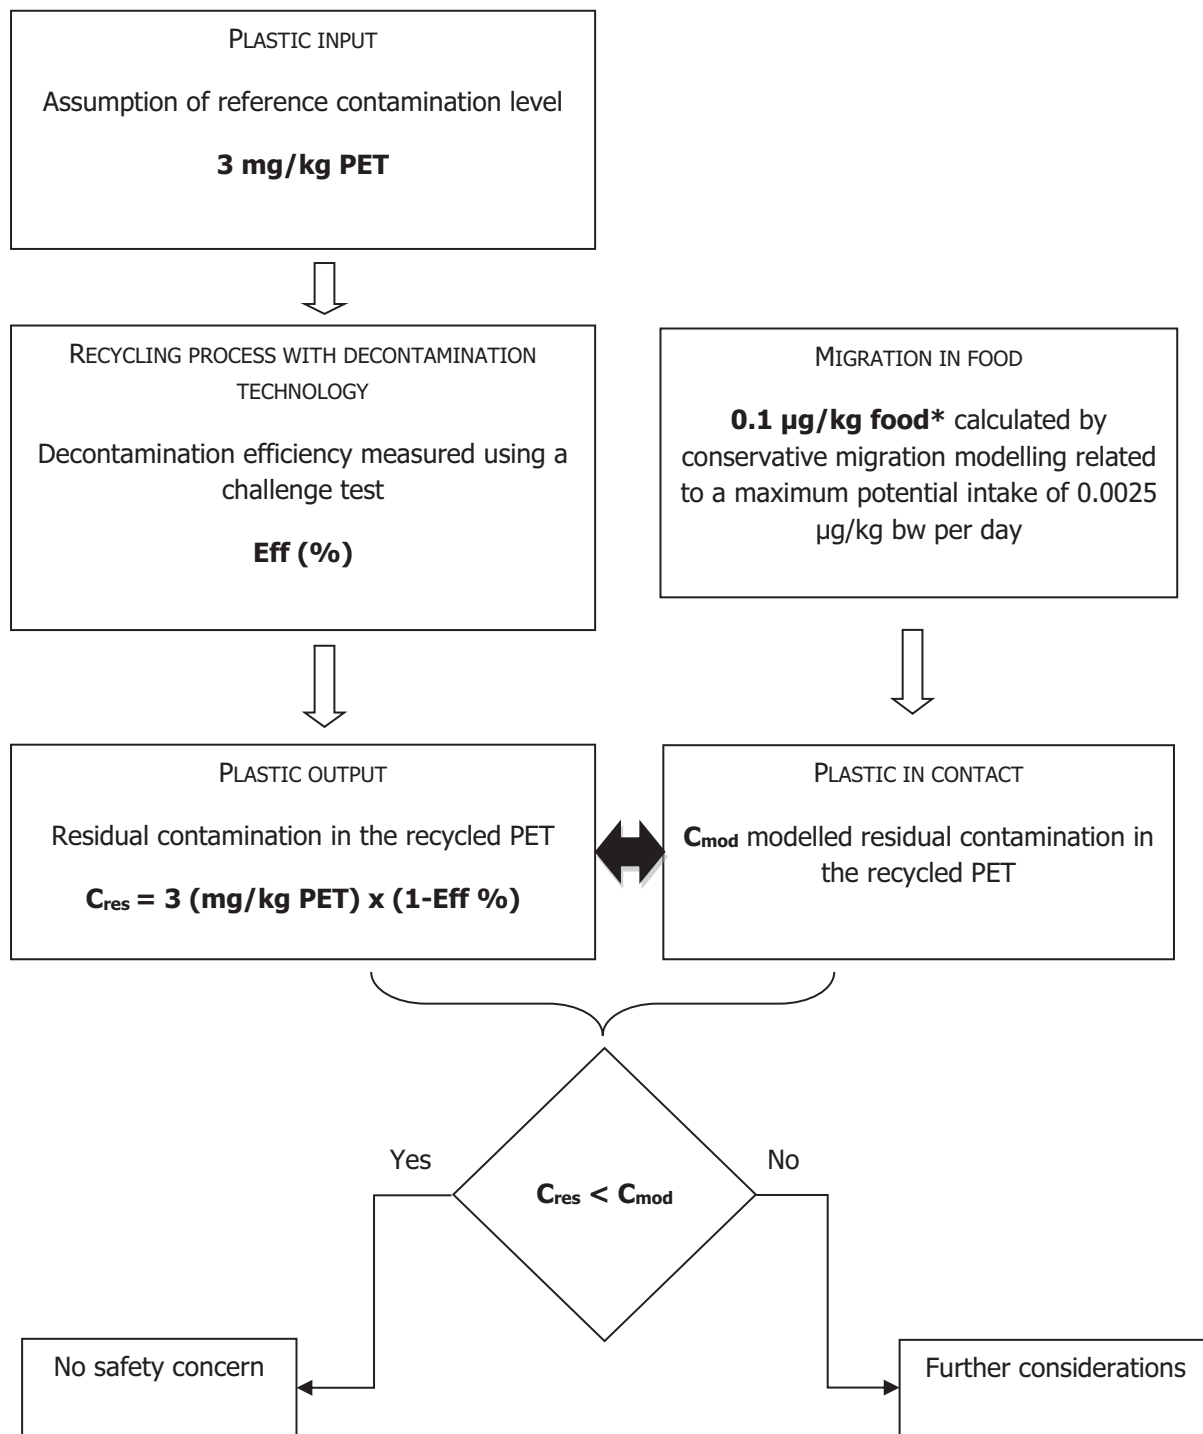 PLASTIC INPUT
Assumption of reference contamination level
3 mg/kg PET
RECYCLING PROCESS WITH DECONTAMINATION
TECHNOLOGY
Decontamination efficiency measured using a
challenge test
Eff (%)
MIGRATION IN FOOD
0.1 µg/kg food* calculated by
conservative migration modelling related
to a maximum potential intake of 0.0025
µg/kg bw per day
PLASTIC OUTPUT
Residual contamination in the recycled PET
Cres = 3 (mg/kg PET) x (1-Eff %)
PLASTIC IN CONTACT
Cmod modelled residual contamination in
the recycled PET
Yes
No
Cres < Cmod
No safety concern
Further considerations